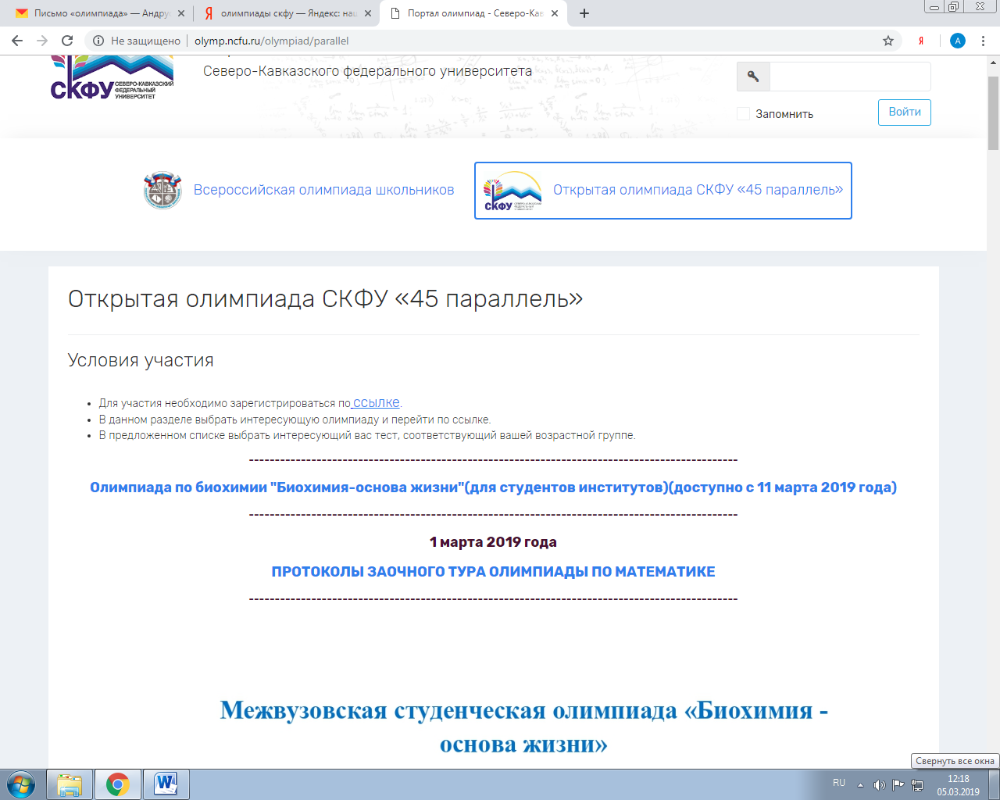 Письмо «олимпиада» — Андру
олимпиады скфу — Яндекс: наш
Портал олимпиад - Северо-Кав
Не защищено
olymp.ncfu.ru/olympiad/parallel
Я
A
СКФУ
СЕВЕРО-КАВКАЗСКИЙ
ФЕДЕРАЛЬНЫЙ
УНИВЕРСИТЕТ
Северо-Кавказского федерального университета
Запомнить
Войти
Всероссийская олимпиада школьников
СКФУ
Открытая олимпиада СКФУ «45 параллель»
Открытая олимпиада СКФУ «45 параллель»
Условия участия
Для участия необходимо зарегистрироваться по ссылке.
В данном разделе выбрать интересующую олимпиаду и перейти по ссылке.
В предложенном списке выбрать интересующий вас тест, соответствующий вашей возрастной группе.
----------------------------------------------------------------------------------------------
Олимпиада по биохимии "Биохимия-основа жизни"(для студентов институтов)(доступно с 11 марта 2019 года)
----------------------------------------------------------------------------------------------
1 марта 2019 года
ПРОТОКОЛЫ ЗАОЧНОГО ТУРА ОЛИМПИАДЫ ПО МАТЕМАТИКЕ
----------------------------------------------------------------------------------------------
Межвузовская студенческая олимпиада «Биохимия -
основа жизни»
Свернуть все окна
RU
12:18
05.03.2019